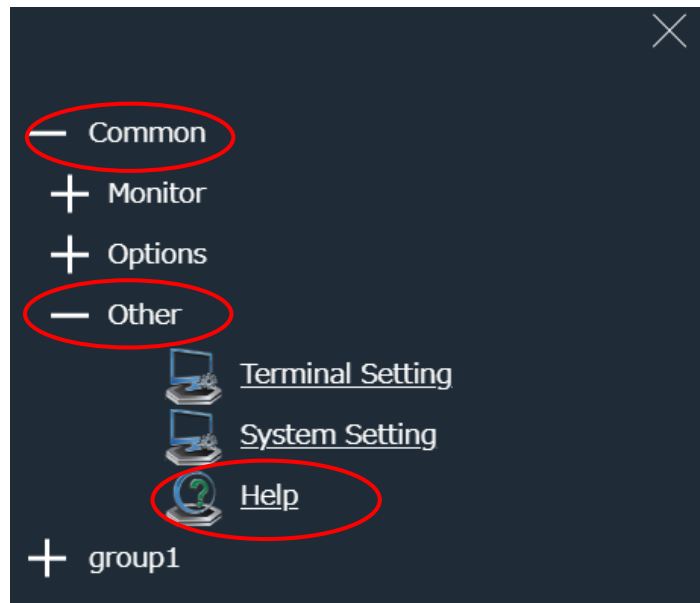 Common
Monitor
Options
Other
Terminal Setting
System Setting
Help
group1